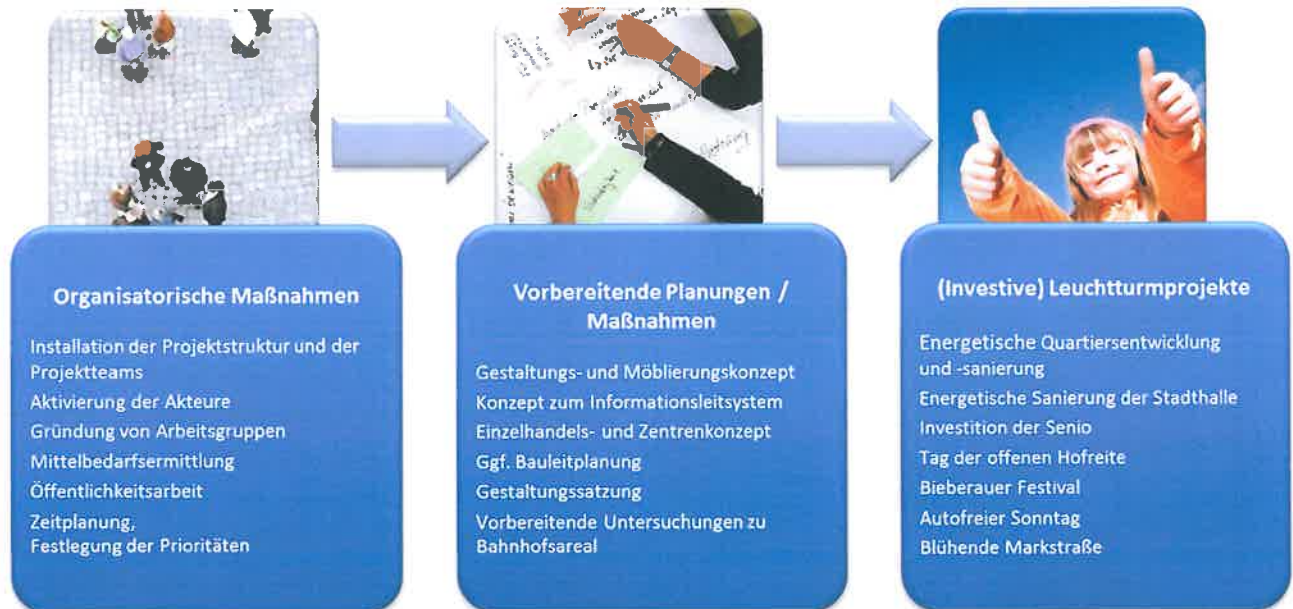 Organisatorische Maßnahmen
Installation der Projektstruktur und der
Projektteams
Aktivierung der Akteure
Gründung von Arbeitsgruppen
Mittelbedarfsermittlung
Öffentlichkeitsarbeit
Zeitplanung,
Festlegung der Prioritäten
Vorbereitende Planungen /
Maßnahmen
Gestaltungs- und Möblierungskonzept
Konzept zum Informationsleitsystem
Einzelhandels- und Zentrenkonzept
Ggf. Bauleitplanung
Gestaltungssatzung
Vorbereitende Untersuchungen zu
Bahnhofsareal
(Investive) Leuchtturmprojekte
Energetische Quartiersentwicklung
und -sanierung
Energetische Sanierung der Stadthalle
Investition der Senio
Tag der offenen Hofreite
Bieberauer Festival
Autofreier Sonntag
Blühende Markstraße